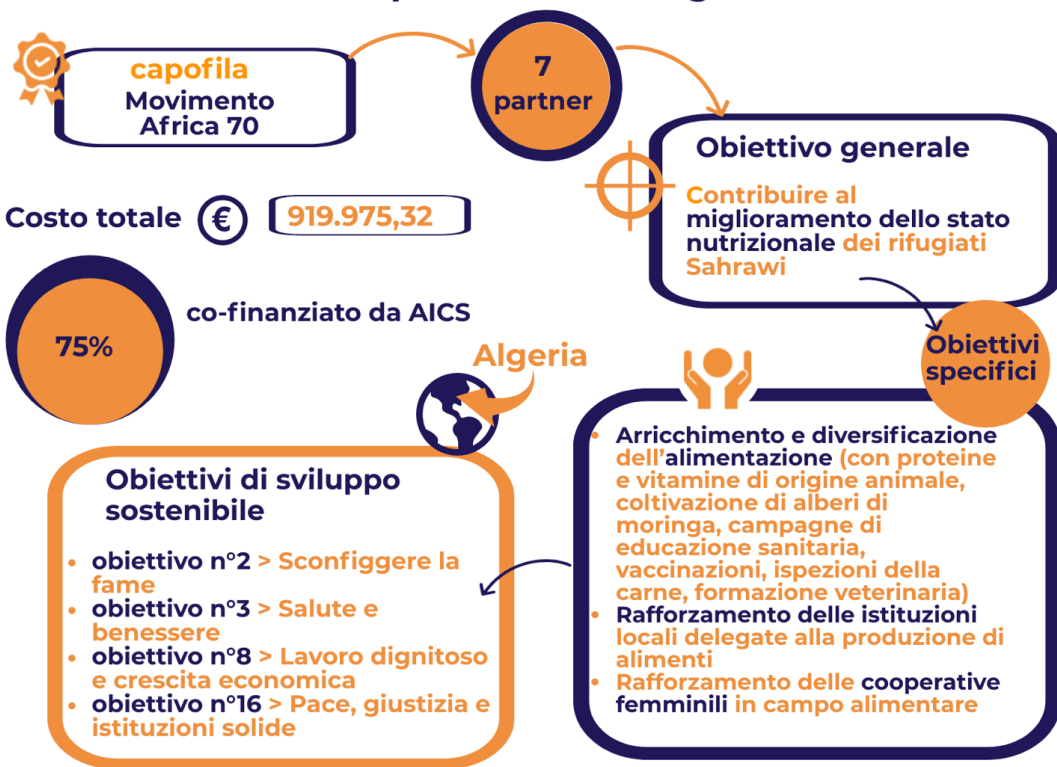 capofila
Movimento
Africa 70
7
partner
Obiettivo generale
Contribuire al
miglioramento dello stato
nutrizionale dei rifugiati
Sahrawi
Costo totale € 919.975,32
75%
co-finanziato da AICS
Algeria
Obiettivi
specifici
• Arricchimento e diversificazione
dell'alimentazione (con proteine
e vitamine di origine animale,
coltivazione di alberi di
moringa, campagne di
educazione sanitaria,
vaccinazioni, ispezioni della
carne, formazione veterinaria)
• Rafforzamento delle istituzioni
locali delegate alla produzione di
alimenti
• Rafforzamento delle cooperative
femminili in campo alimentare
Obiettivi di sviluppo
sostenibile
• obiettivo n°2 > Sconfiggere la
fame
• obiettivo n°3 > Salute e
benessere
• obiettivo n°8 > Lavoro dignitoso
e crescita economica
• obiettivo n°16 > Pace, giustizia e
istituzioni solide